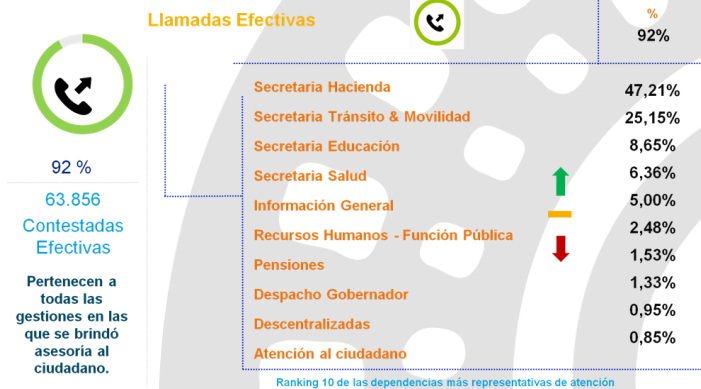 Llamadas Efectivas
%
92%
92 %
63.856
Contestadas
Efectivas
Pertenecen a
todas las
gestiones en las
que se brindó
asesoría al
ciudadano.
Secretaria Hacienda 47,21%
Secretaria Tránsito & Movilidad 25,15%
Secretaria Educación 8,65%
Secretaria Salud 6,36%
Información General 5,00%
Recursos Humanos - Función Pública 2,48%
Pensiones 1,53%
Despacho Gobernador 1,33%
Descentralizadas 0,95%
Atención al ciudadano 0,85%
Ranking 10 de las dependencias más representativas de atención